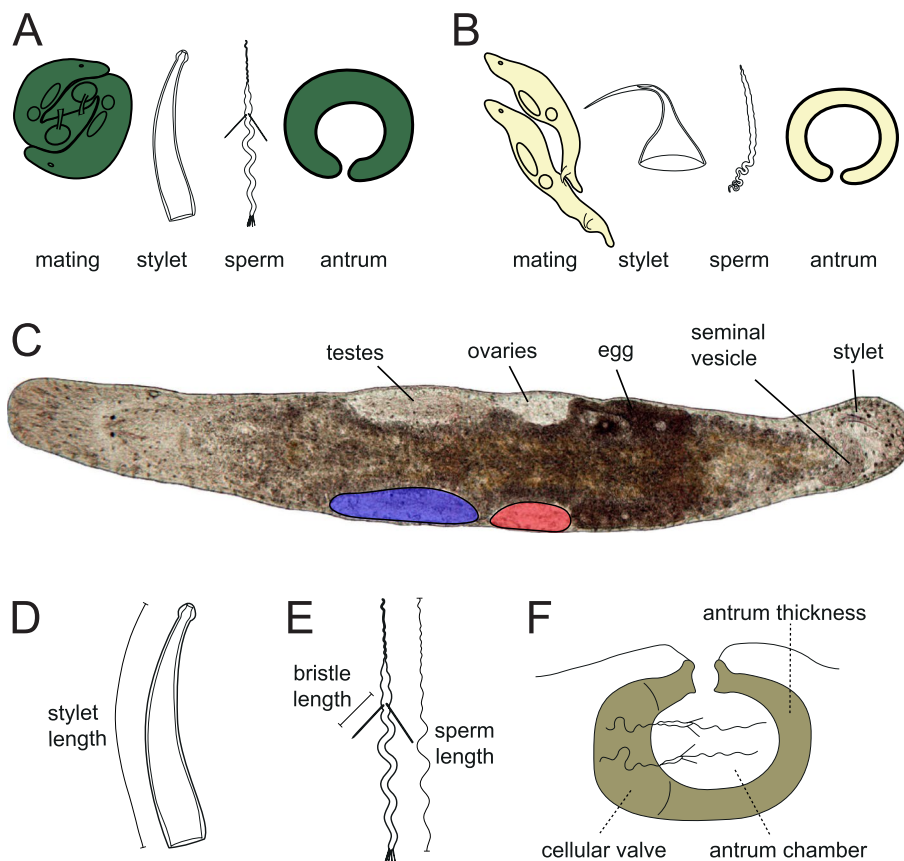 A
B
mating stylet sperm antrum
mating stylet sperm antrum
C
testes
ovaries
egg
seminal
vesicle
stylet
D
stylet
length
E
bristle
length
sperm
length
F
antrum thickness
cellular valve
antrum chamber